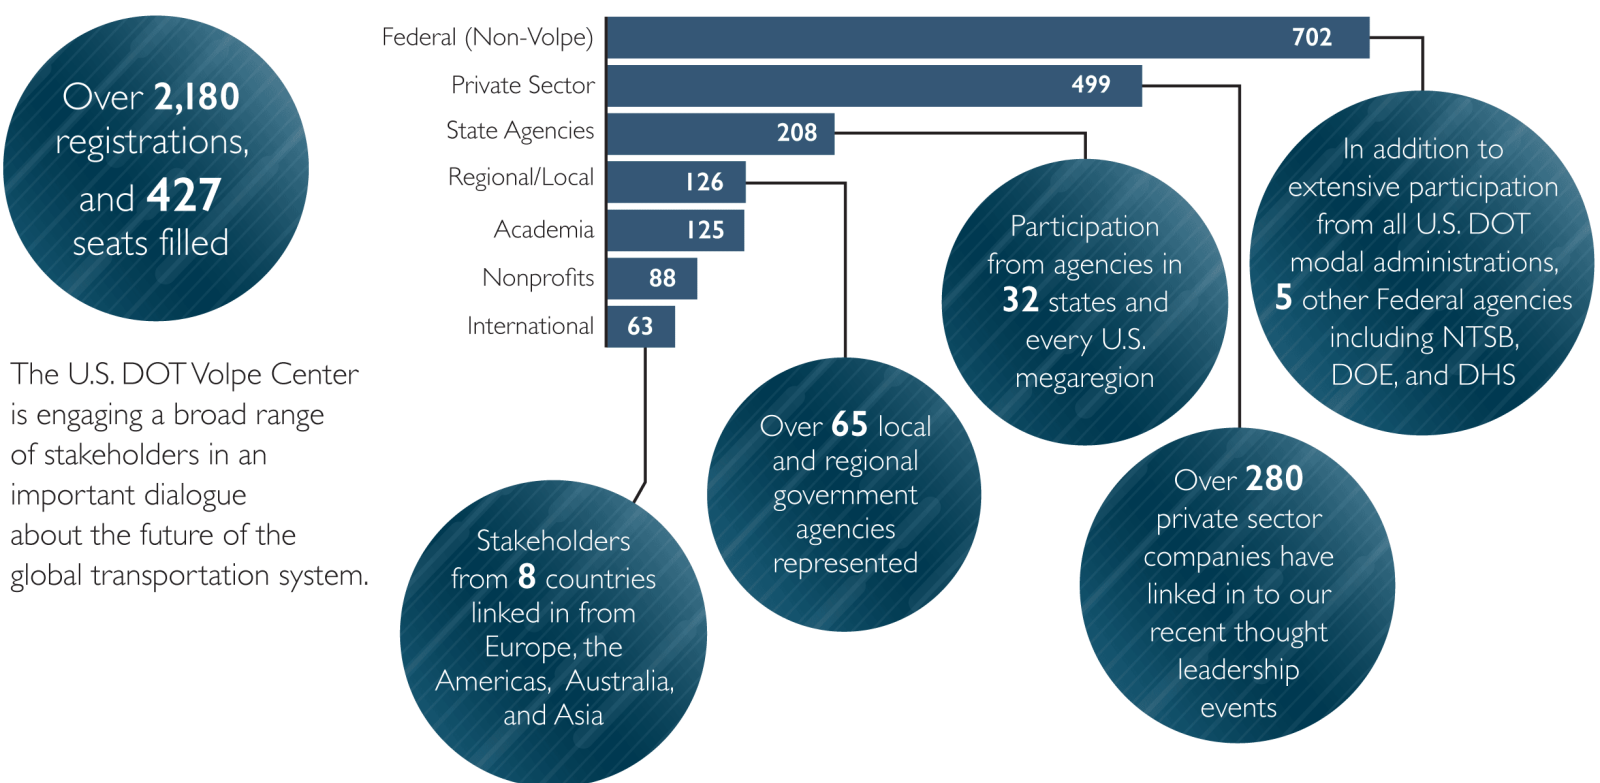 Over 2,180
registrations,
and 427
seats filled
The U.S. DOT Volpe Center
is engaging a broad range
of stakeholders in an
important dialogue
about the future of the
global transportation system.
Federal (Non-Volpe) 702
Private Sector 499
State Agencies 208
Regional/Local 126
Academia 125
Nonprofits 88
International 63
Stakeholders
from 8 countries
linked in from
Europe, the
Americas, Australia,
and Asia
Over 65 local
and regional
government
agencies
represented
Participation
from agencies in
32 states and
every U.S.
megaregion
Over 280
private sector
companies have
linked in to our
recent thought
leadership
events
In addition to
extensive participation
from all U.S. DOT
modal administrations,
5 other Federal agencies
including NTSB,
DOE, and DHS